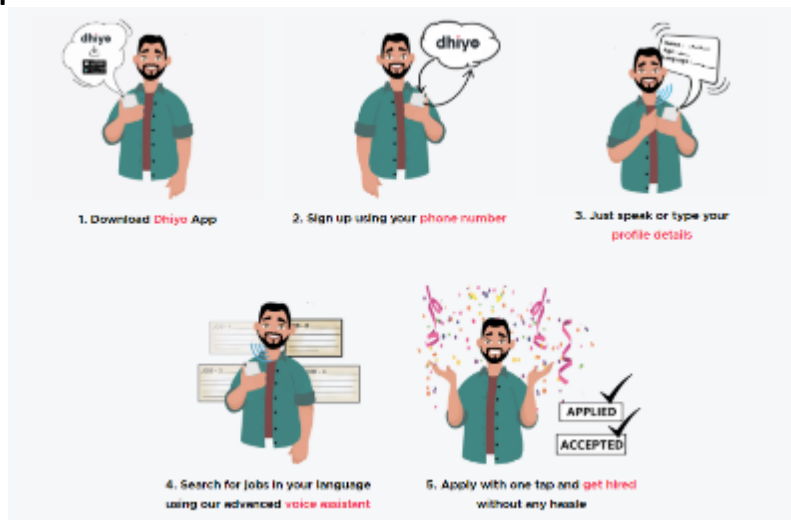 dhiyo
dhiyo
1. Download Dhiyo App
2. Sign up using your phone number
3. Just speak or type your
profile details
4. Search for jobs in your language
using our advanced voice assistant
APPLIED
ACCEPTED
5. Apply with one tap and get hired
without any hassle